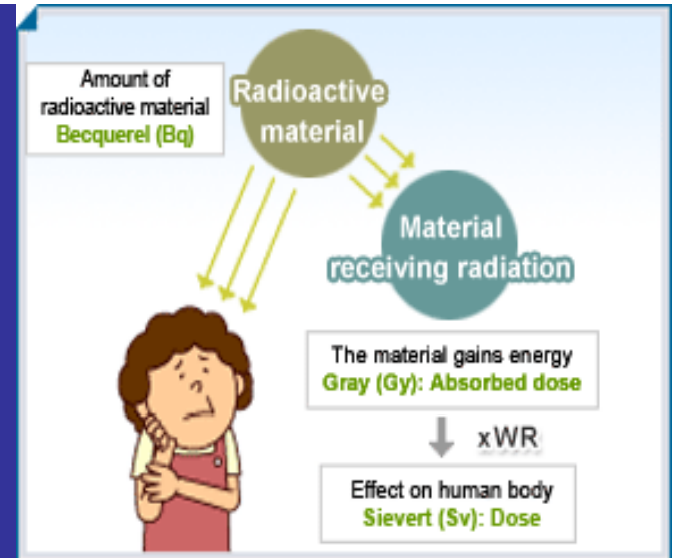 Amount of
radioactive material
Becquerel (Bq)
Radioactive
material
Material
receiving radiation
The material gains energy
Gray (Gy): Absorbed dose
xWR
Effect on human body
Sievert (Sv): Dose